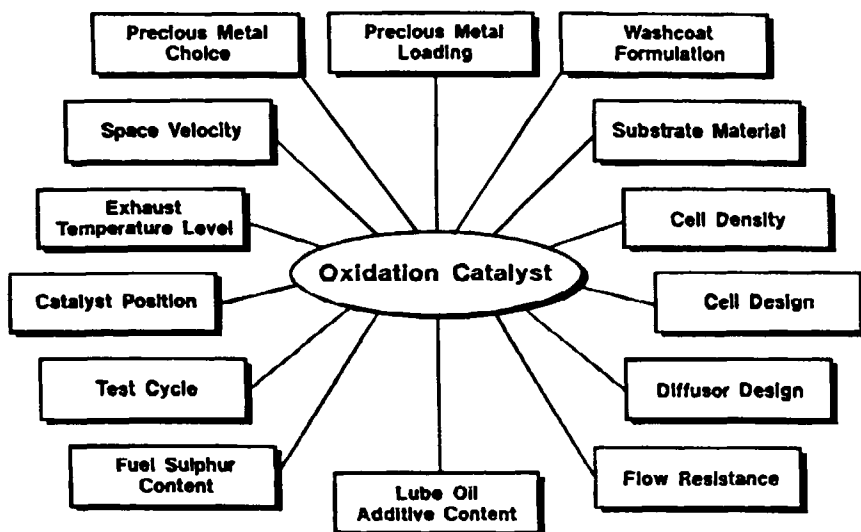 Precious Metal
Choice
Precious Metal
Loading
Washcoat
Formulation
Space Velocity
Substrate Material
Exhaust
Temperature Level
Cell Density
Oxidation Catalyst
Catalyst Position
Cell Design
Test Cycle
Diffusor Design
Fuel Sulphur
Content
Lube Oil
Additive Content
Flow Resistance